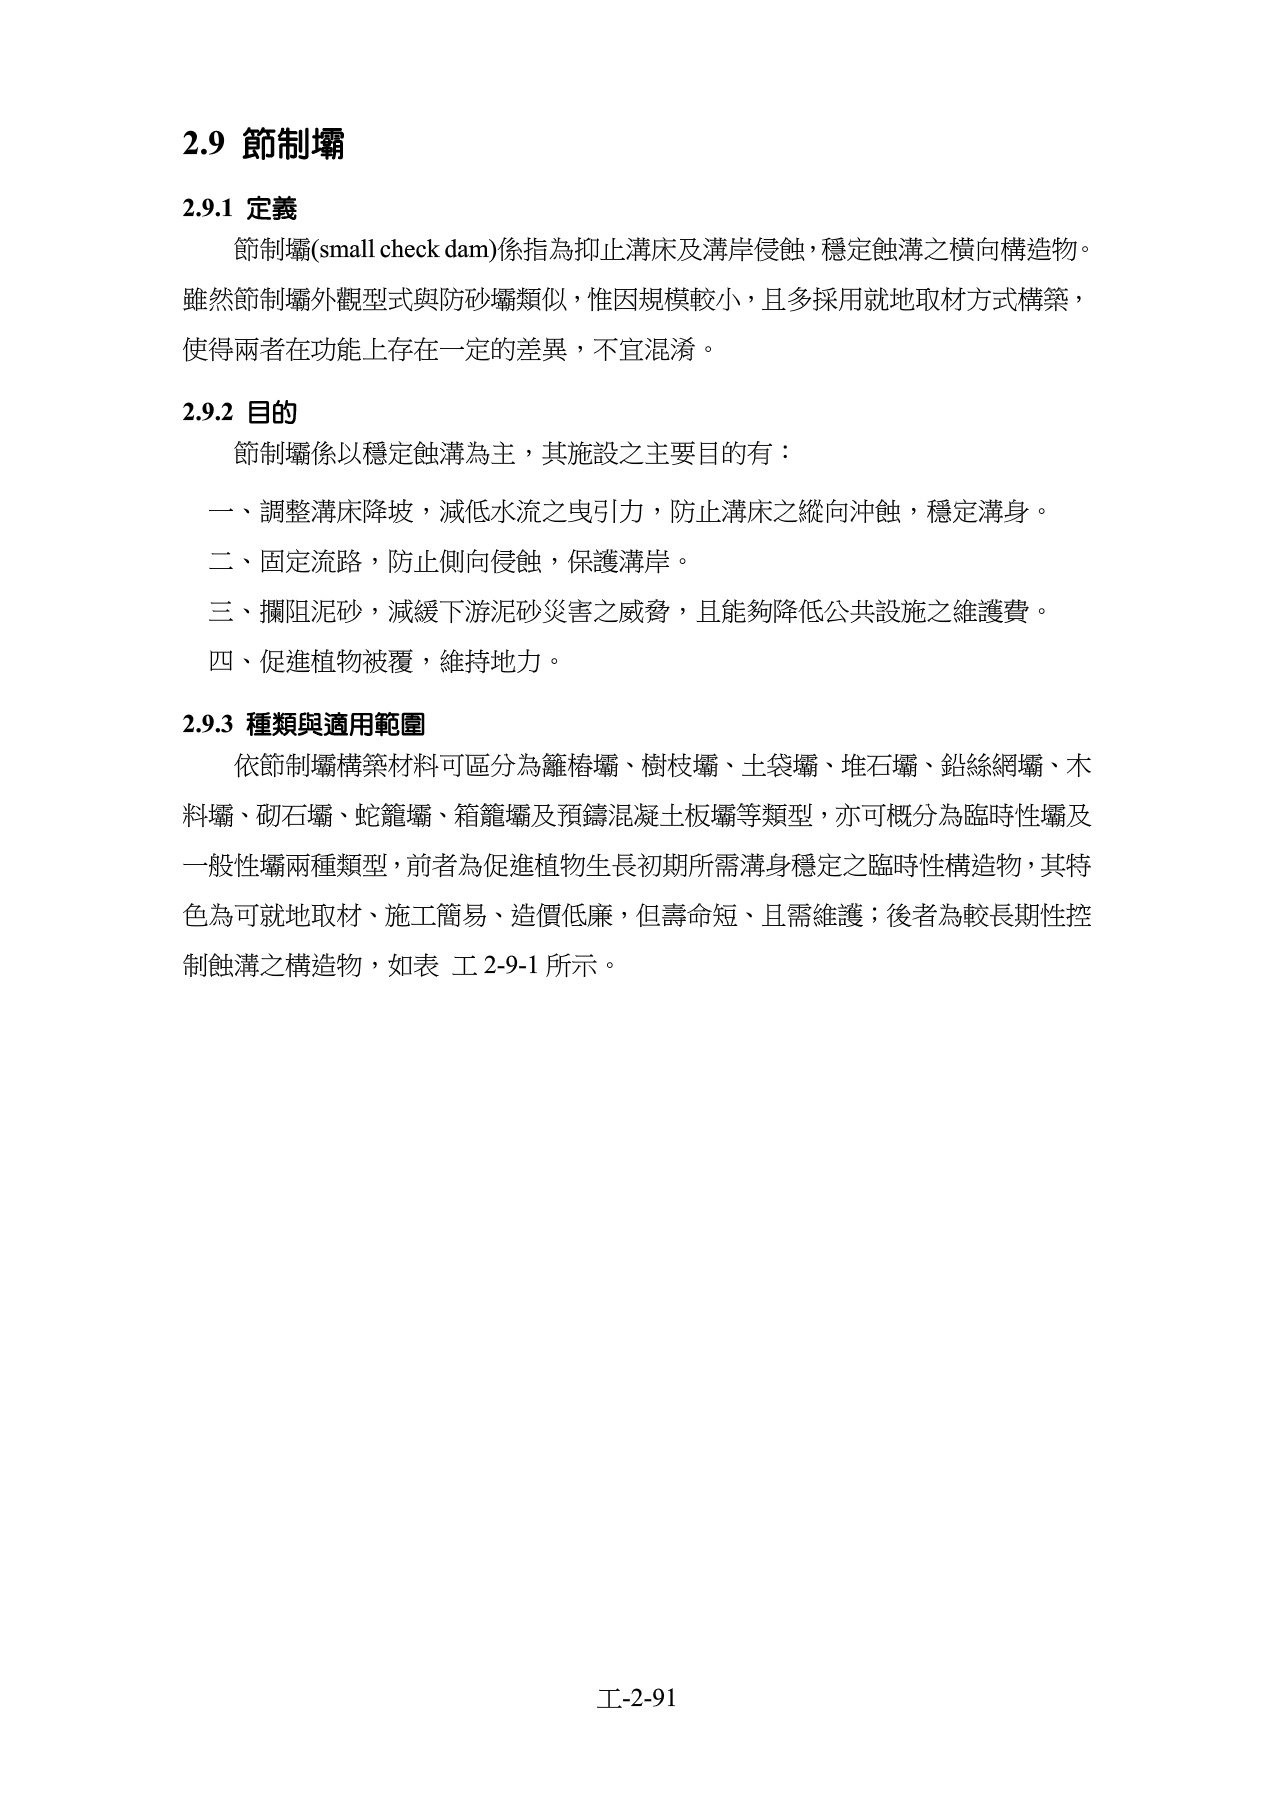 2.9 節制壩
2.9.1 定義
節制壩(small check dam)係指為抑止溝床及溝岸侵蝕，穩定蝕溝之橫向構造物。
雖然節制壩外觀型式與防砂壩類似，惟因規模較小，且多採用就地取材方式構築，
使得兩者在功能上存在一定的差異，不宜混淆。
2.9.2 目的
節制壩係以穩定蝕溝為主，其施設之主要目的有：
一、調整溝床降坡，減低水流之曳引力，防止溝床之縱向沖蝕，穩定溝身。
二、固定流路，防止側向侵蝕，保護溝岸。
三、攔阻泥砂，減緩下游泥砂災害之威脅，且能夠降低公共設施之維護費。
四、促進植物被覆，維持地力。
2.9.3 種類與適用範圍
依節制壩構築材料可區分為籬樁壩、樹枝壩、土袋壩、堆石壩、鉛絲網壩、木
料壩、砌石壩、蛇籠壩、箱籠壩及預鑄混凝土板壩等類型，亦可概分為臨時性壩及
一般性壩兩種類型，前者為促進植物生長初期所需溝身穩定之臨時性構造物，其特
色為可就地取材、施工簡易、造價低廉，但壽命短、且需維護；後者為較長期性控
制蝕溝之構造物，如表 工 2-9-1 所示。
工-2-91